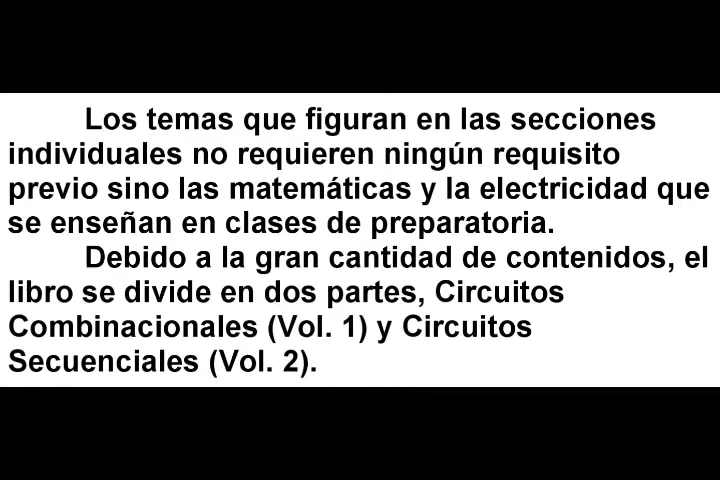 Los temas que figuran en las secciones
individuales no requieren ningún requisito
previo sino las matemáticas y la electricidad que
se enseñan en clases de preparatoria.
Debido a la gran cantidad de contenidos, el
libro se divide en dos partes, Circuitos
Combinacionales (Vol. 1) y Circuitos
Secuenciales (Vol. 2).